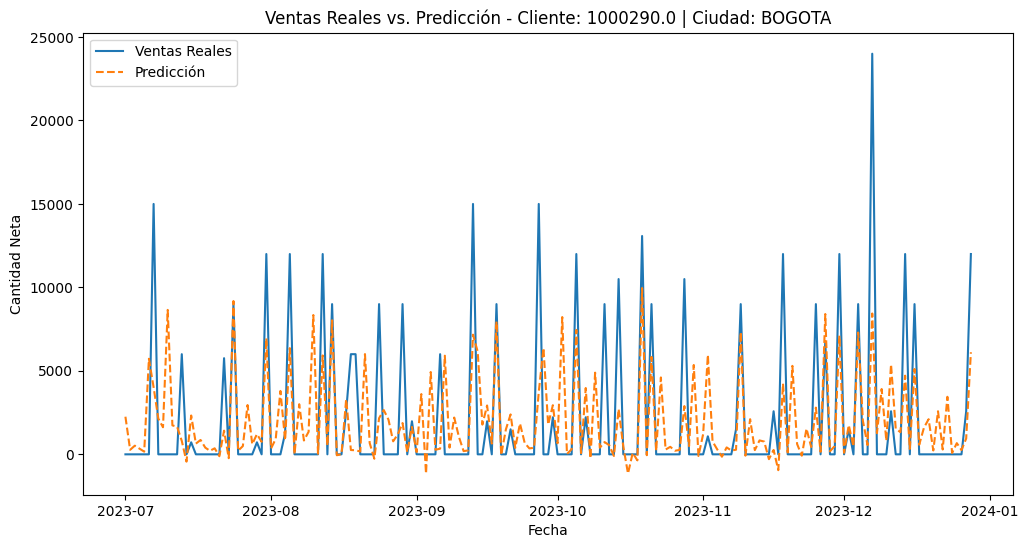 Ventas Reales vs. Predicción - Cliente: 1000290.0 | Ciudad: BOGOTA
Ventas Reales
Predicción
Cantidad Neta
25000
20000
15000
10000
5000
0
2023-07
2023-08
2023-09
2023-10
2023-11
2023-12
2024-01
Fecha